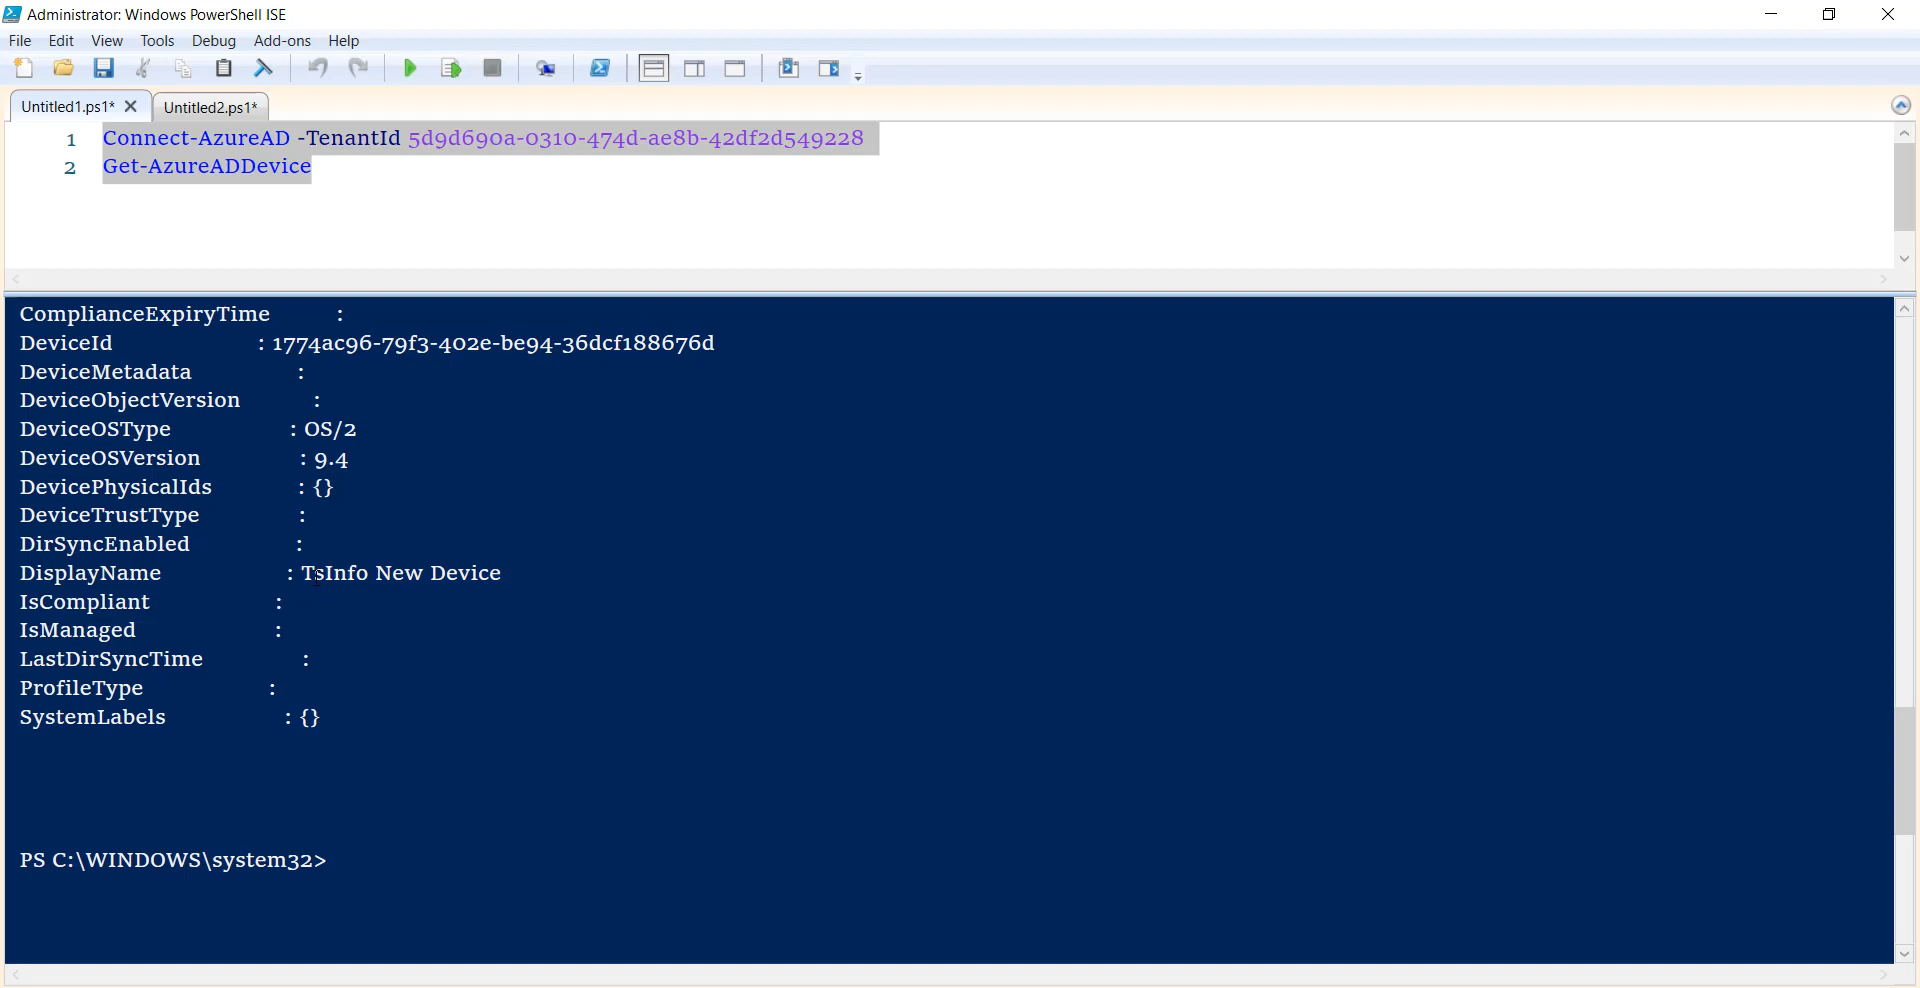 Administrator: Windows PowerShell ISE
File Edit View Tools Debug Add-ons Help
Untitled1.ps1* Untitled2.ps1*
1 Connect-AzureAD -TenantId 5d9d690a-0310-474d-ae8b-42df2d549228
2 Get-AzureADDevice
ComplianceExpiryTime :
DeviceId : 1774ac96-79f3-402e-be94-36dcf188676d
DeviceMetadata :
DeviceObjectVersion :
DeviceOSType : OS/2
DeviceOSVersion : 9.4
DevicePhysicalIds : {}
DeviceTrustType :
DirSyncEnabled :
DisplayName : TsInfo New Device
IsCompliant :
IsManaged :
LastDirSyncTime :
ProfileType :
SystemLabels : {}
PS C:\WINDOWS\system32>